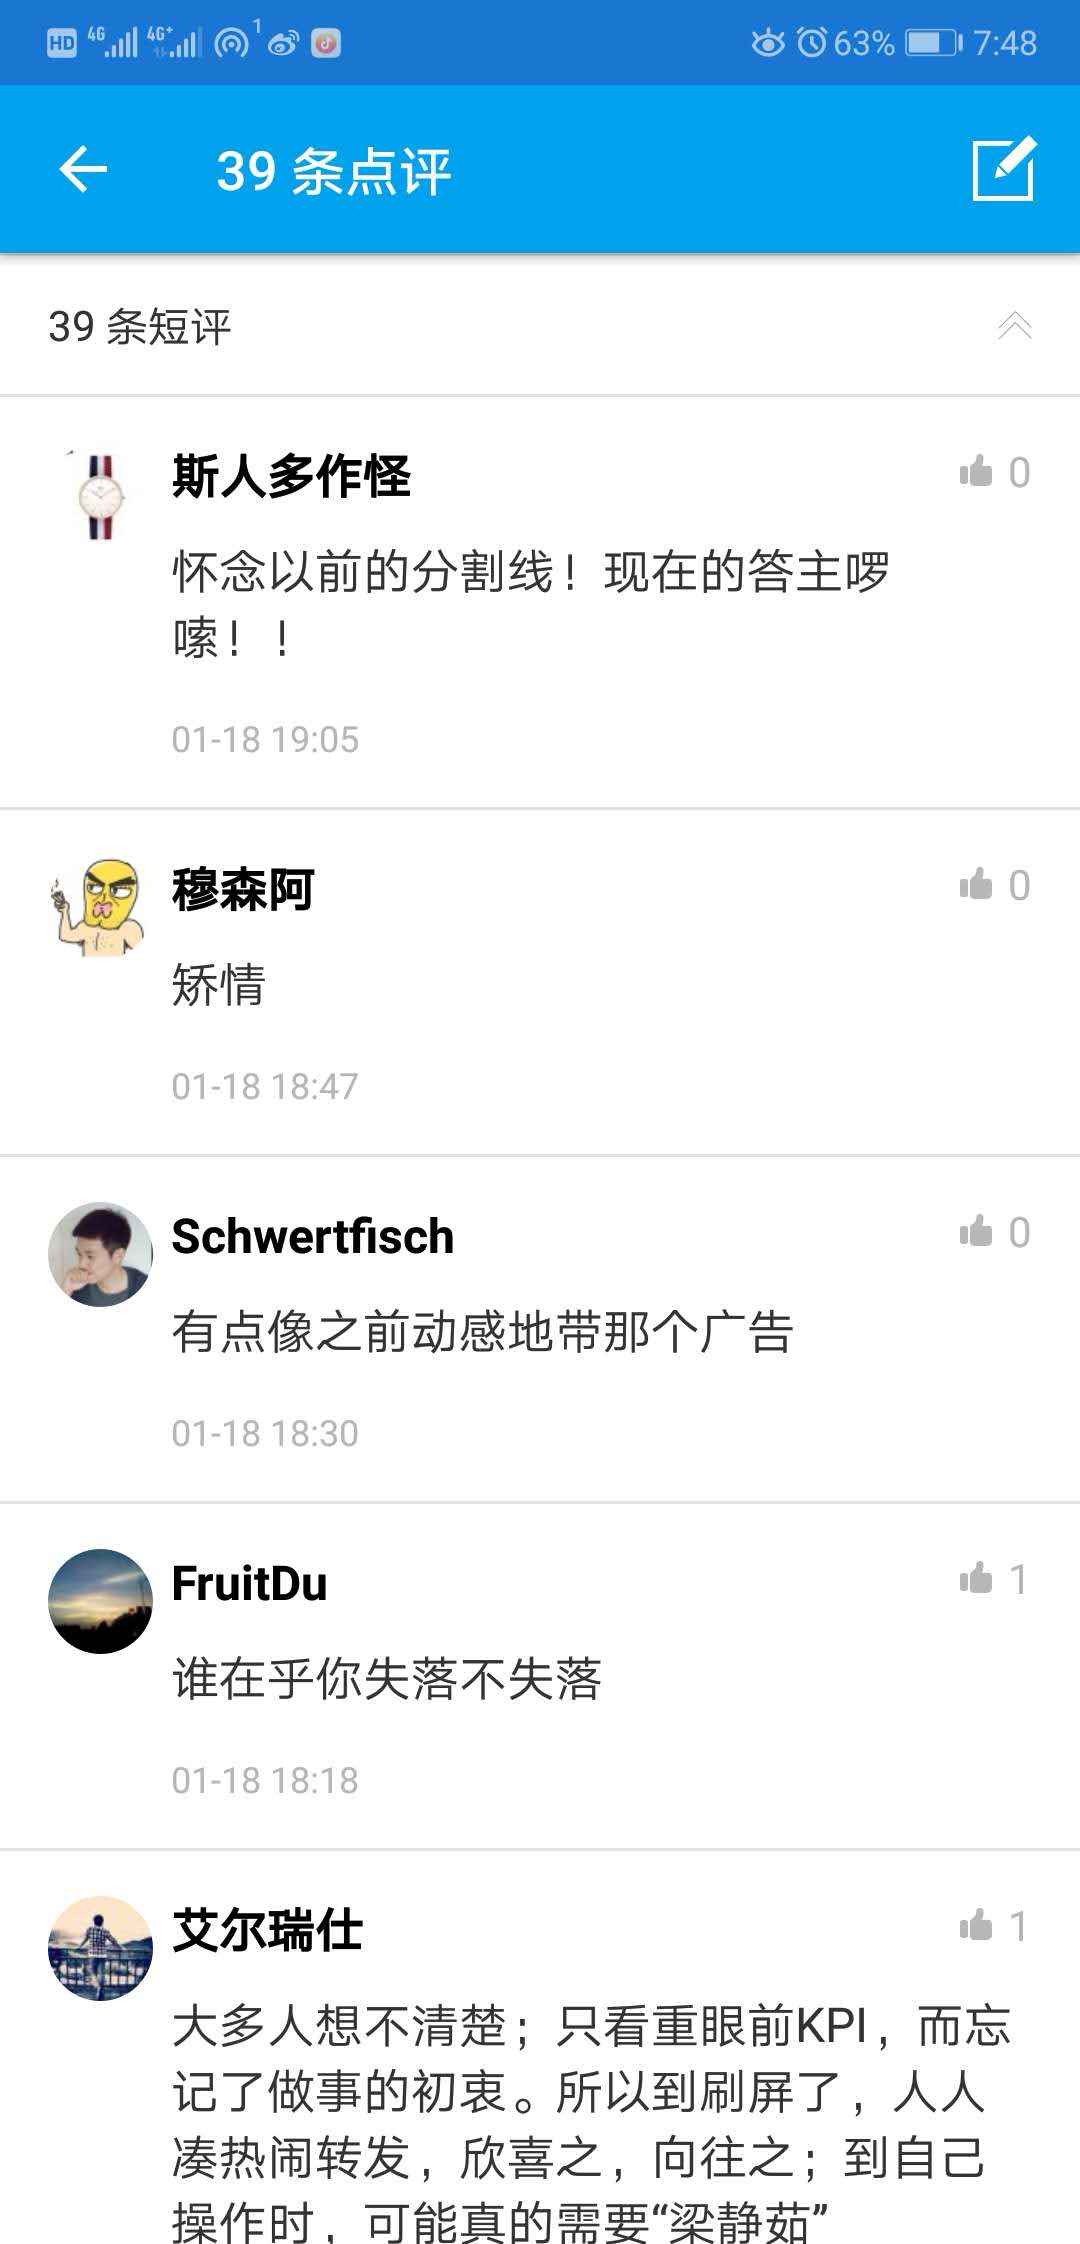 HD 4G 4G+ 1 63% 7:48
39 条点评
39 条短评
斯人多作怪 0
怀念以前的分割线！现在的答主啰
嗦！！
01-18 19:05
穆森阿 0
矫情
01-18 18:47
Schwertfisch 0
有点像之前动感地带那个广告
01-18 18:30
FruitDu 1
谁在乎你失落不失落
01-18 18:18
艾尔瑞仕 1
大多人想不清楚；只看重眼前KPI，而忘
记了做事的初衷。所以到刷屏了，人人
凑热闹转发，欣喜之，向往之；到自己
操作时，可能真的需要“梁静茹”